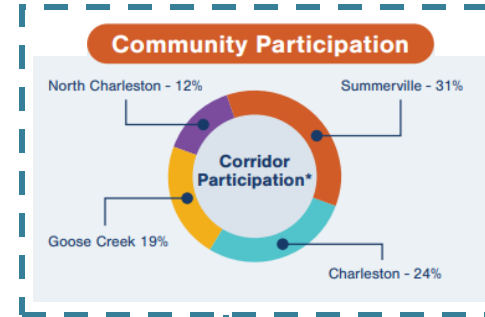 Community Participation
North Charleston - 12%
Summerville - 31%
Corridor
Participation*
Goose Creek 19%
Charleston - 24%